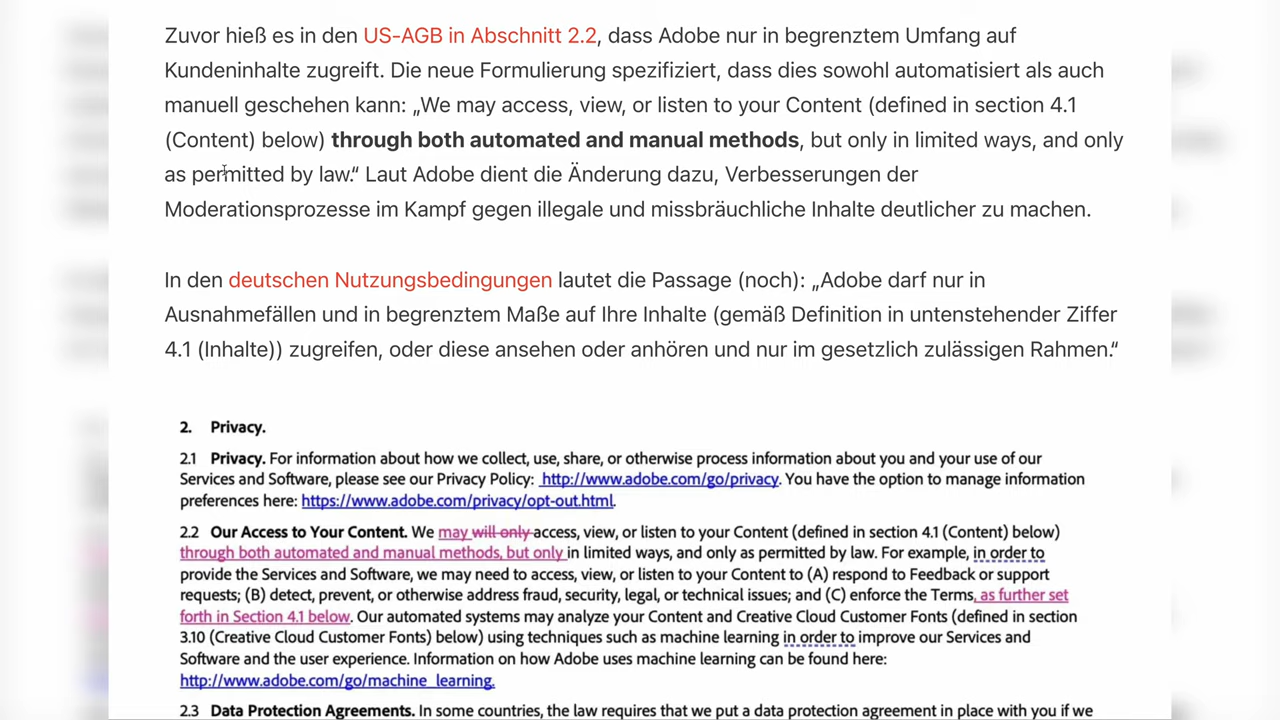 Zuvor hieß es in den US-AGB in Abschnitt 2.2, dass Adobe nur in begrenztem Umfang auf
Kundeninhalte zugreift. Die neue Formulierung spezifiziert, dass dies sowohl automatisiert als auch
manuell geschehen kann: „We may access, view, or listen to your Content (defined in section 4.1
(Content) below) through both automated and manual methods, but only in limited ways, and only
as permitted by law.“ Laut Adobe dient die Änderung dazu, Verbesserungen der
Moderationsprozesse im Kampf gegen illegale und missbräuchliche Inhalte deutlicher zu machen.
In den deutschen Nutzungsbedingungen lautet die Passage (noch): „Adobe darf nur in
Ausnahmefällen und in begrenztem Maße auf Ihre Inhalte (gemäß Definition in untenstehender Ziffer
4.1 (Inhalte)) zugreifen, oder diese ansehen oder anhören und nur im gesetzlich zulässigen Rahmen.“
2. Privacy.
2.1 Privacy. For information about how we collect, use, share, or otherwise process information about you and your use of our
Services and Software, please see our Privacy Policy: http://www.adobe.com/go/privacy. You have the option to manage information
preferences here: https://www.adobe.com/privacy/opt-out.html.
2.2 Our Access to Your Content. We may will only access, view, or listen to your Content (defined in section 4.1 (Content) below)
through both automated and manual methods, but only in limited ways, and only as permitted by law. For example, in order to
provide the Services and Software, we may need to access, view, or listen to your Content to (A) respond to Feedback or support
requests; (B) detect, prevent, or otherwise address fraud, security, legal, or technical issues; and (C) enforce the Terms, as further set
forth in Section 4.1 below. Our automated systems may analyze your Content and Creative Cloud Customer Fonts (defined in section
3.10 (Creative Cloud Customer Fonts) below) using techniques such as machine learning in order to improve our Services and
Software and the user experience. Information on how Adobe uses machine learning can be found here:
http://www.adobe.com/go/machine_learning.
2.3 Data Protection Agreements. In some countries, the law requires that we put a data protection agreement in place with you if we